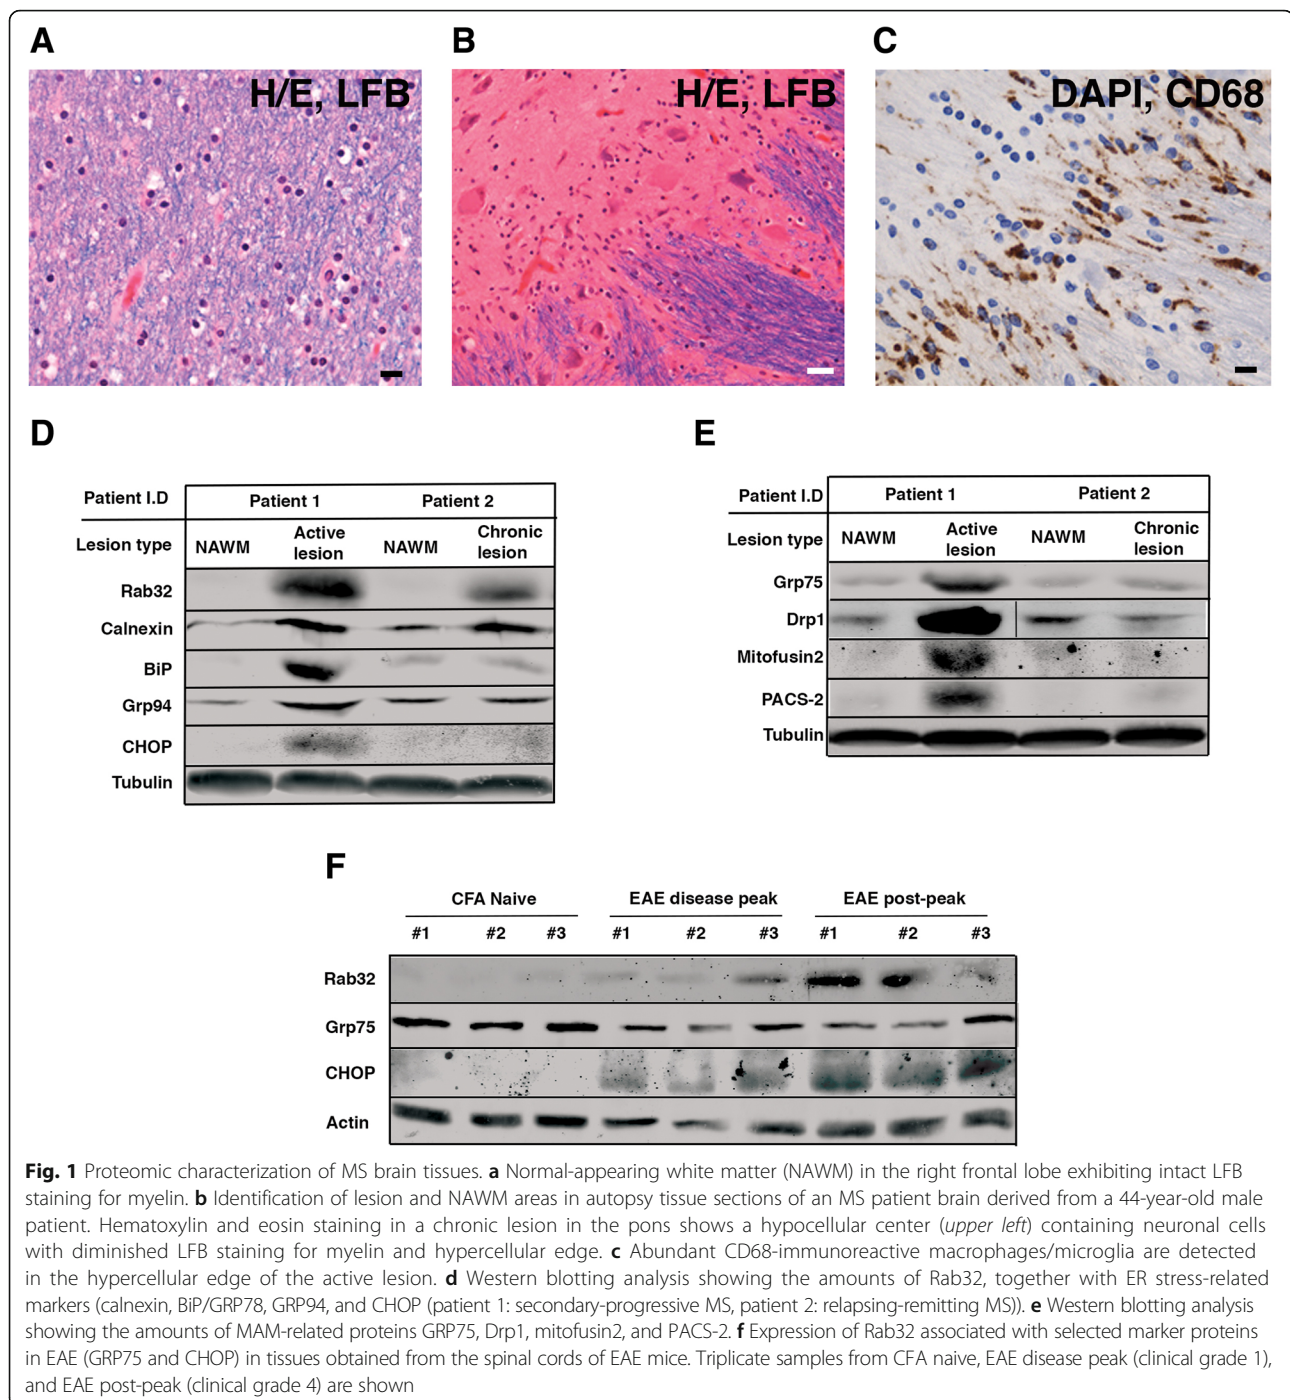 A
B
C
H/E, LFB
H/E, LFB
DAPI, CD68
D
Patient I.D
Patient 1
Patient 2
Lesion type
NAWM
Active lesion
NAWM
Chronic lesion
Rab32
Calnexin
BiP
Grp94
CHOP
Tubulin
E
Patient I.D
Patient 1
Patient 2
Lesion type
NAWM
Active lesion
NAWM
Chronic lesion
Grp75
Drp1
Mitofusin2
PACS-2
Tubulin
F
CFA Naive
EAE disease peak
EAE post-peak
#1 #2 #3 #1 #2 #3 #1 #2 #3
Rab32
Grp75
CHOP
Actin
Fig. 1 Proteomic characterization of MS brain tissues. a Normal-appearing white matter (NAWM) in the right frontal lobe exhibiting intact LFB
staining for myelin. b Identification of lesion and NAWM areas in autopsy tissue sections of an MS patient brain derived from a 44-year-old male
patient. Hematoxylin and eosin staining in a chronic lesion in the pons shows a hypocellular center (upper left) containing neuronal cells
with diminished LFB staining for myelin and hypercellular edge. c Abundant CD68-immunoreactive macrophages/microglia are detected
in the hypercellular edge of the active lesion. d Western blotting analysis showing the amounts of Rab32, together with ER stress-related
markers (calnexin, BiP/GRP78, GRP94, and CHOP (patient 1: secondary-progressive MS, patient 2: relapsing-remitting MS)). e Western blotting analysis
showing the amounts of MAM-related proteins GRP75, Drp1, mitofusin2, and PACS-2. f Expression of Rab32 associated with selected marker proteins
in EAE (GRP75 and CHOP) in tissues obtained from the spinal cords of EAE mice. Triplicate samples from CFA naive, EAE disease peak (clinical grade 1),
and EAE post-peak (clinical grade 4) are shown